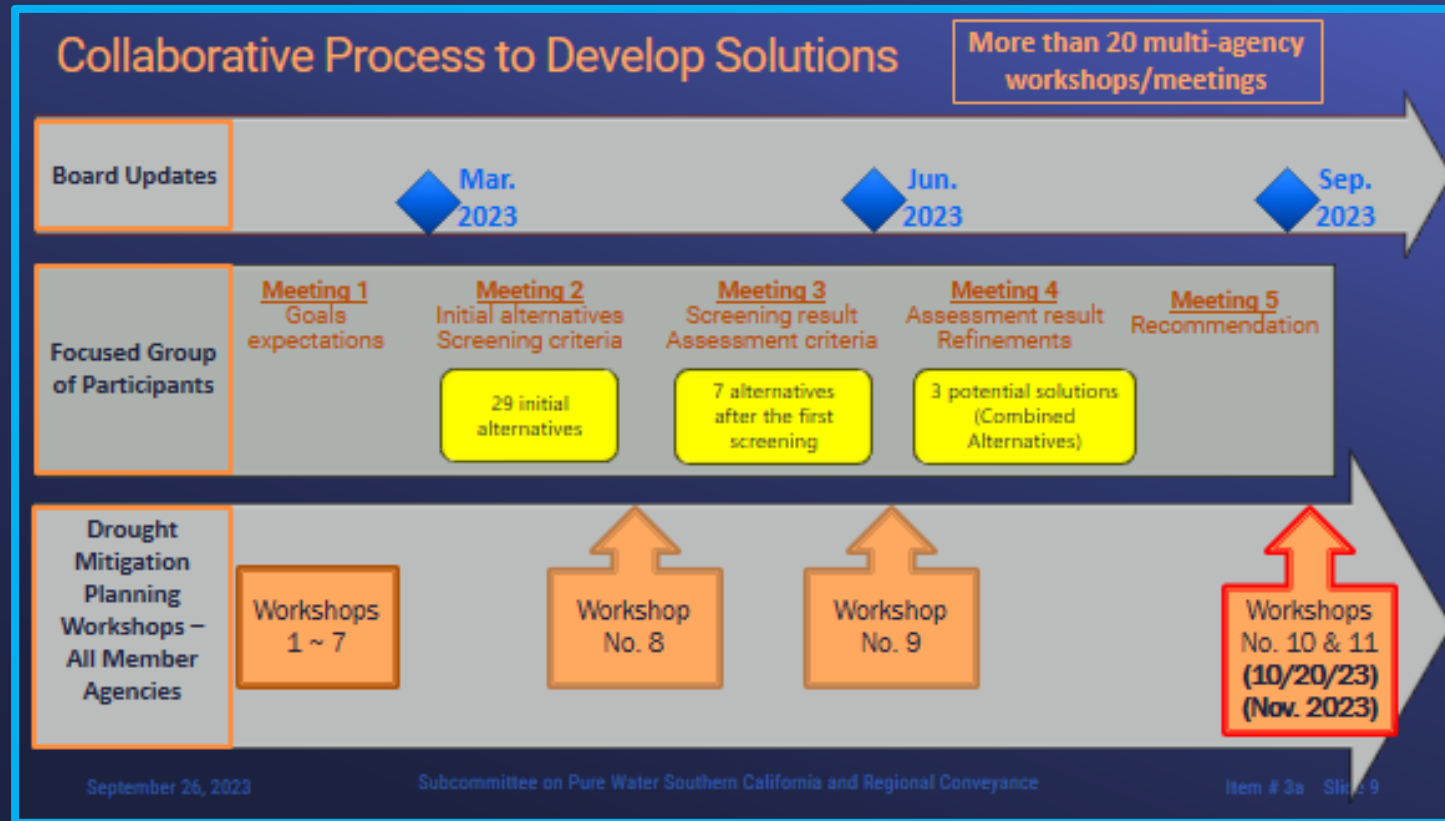 Collaborative Process to Develop Solutions
More than 20 multi-agency
workshops/meetings
Board Updates
Mar.
2023
Jun.
2023
Sep.
2023
Focused Group
of Participants
Meeting 1
Goals
expectations
Meeting 2
Initial alternatives
Screening criteria
Meeting 3
Screening result
Assessment criteria
Meeting 4
Assessment result
Refinements
Meeting 5
Recommendation
29 initial
alternatives
7 alternatives
after the first
screening
3 potential solutions
(Combined
Alternatives)
Drought
Mitigation
Planning
Workshops –
All Member
Agencies
Workshops
1 ~ 7
Workshop
No. 8
Workshop
No. 9
Workshops
No. 10 & 11
(10/20/23)
(Nov. 2023)
September 26, 2023
Subcommittee on Pure Water Southern California and Regional Conveyance
Item # 3a Slide 9